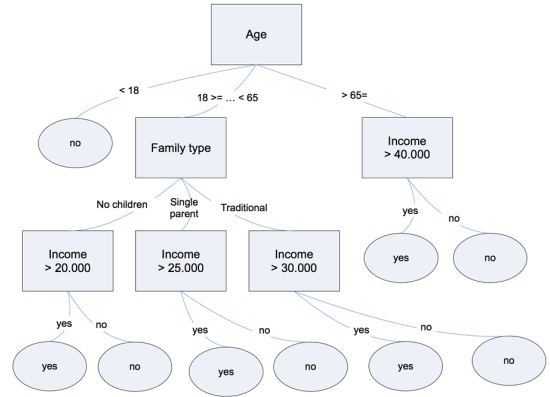 Age
< 18
18 >= ... < 65
> 65=
no
Family type
Income
> 40.000
No children
Single
parent
Traditional
yes
no
Income
> 20.000
Income
> 25.000
Income
> 30.000
yes
no
yes
no
yes
no
yes
no
yes
no
yes
no
yes
no